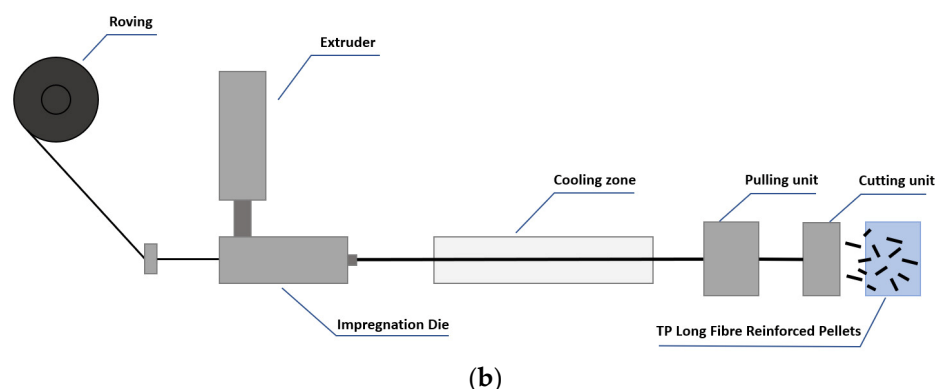 Roving
Extruder
Cooling zone
Pulling unit
Cutting unit
Impregnation Die
TP Long Fibre Reinforced Pellets
(b)